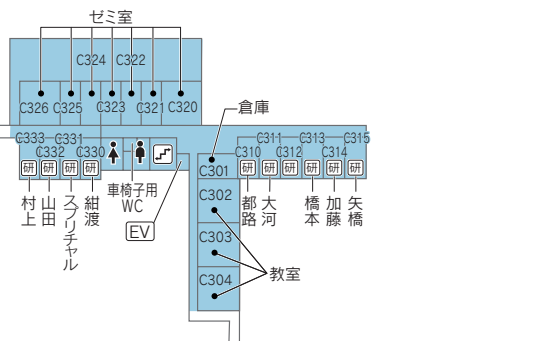 ゼミ室
C324 C322
C326 C325 C323 C321 C320
倉庫
C333 C331
C332 C330
C311 C313 C315
C310 C312 C314
C301
研 研 研 研
研 研 研 研 研 研
村上
山田
スプリチャル
紺渡
車椅子用
WC
EV
都路
大河
橋本
加藤
矢橋
C302
C303
C304
教室